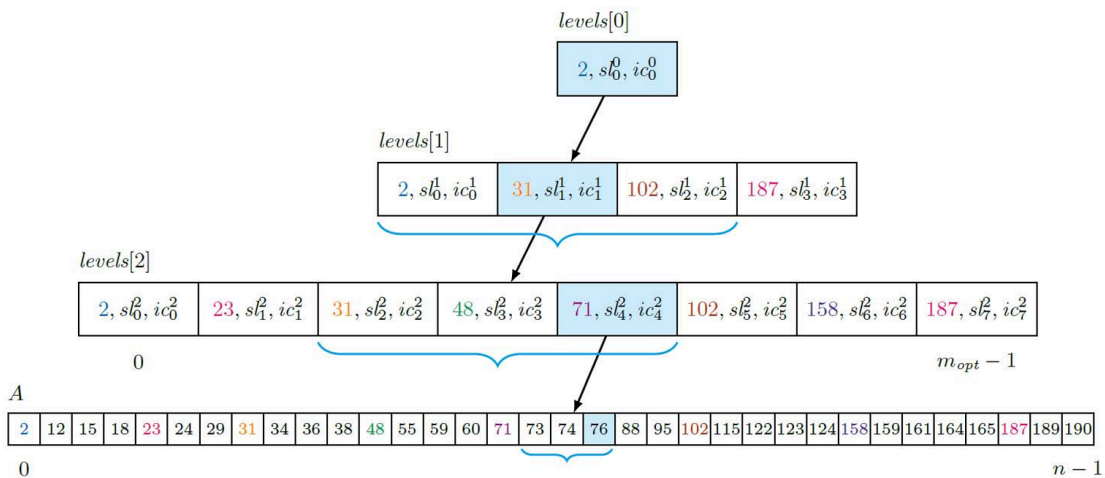 levels[0]
2, sl_0^0, ic_0^0
levels[1]
2, sl_0^1, ic_0^1 31, sl_1^1, ic_1^1 102, sl_2^1, ic_2^1 187, sl_3^1, ic_3^1
levels[2]
2, sl_0^2, ic_0^2 23, sl_1^2, ic_1^2 31, sl_2^2, ic_2^2 48, sl_3^2, ic_3^2 71, sl_4^2, ic_4^2 102, sl_5^2, ic_5^2 158, sl_6^2, ic_6^2 187, sl_7^2, ic_7^2
0 m_opt − 1
A
2 12 15 18 23 24 29 31 34 36 38 48 55 59 60 71 73 74 76 88 95 102 115 122 123 124 158 159 161 164 165 187 189 190
0 n − 1